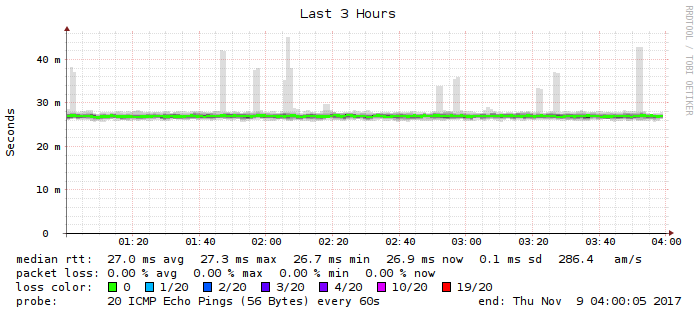 Last 3 Hours
RRDTOOL / TOBI OETIKER
Seconds
40 m
30 m
20 m
10 m
0
01:20 01:40 02:00 02:20 02:40 03:00 03:20 03:40 04:00
median rtt: 27.0 ms avg 27.3 ms max 26.7 ms min 26.9 ms now 0.1 ms sd 286.4 am/s
packet loss: 0.00 % avg 0.00 % max 0.00 % min 0.00 % now
loss color: 0 1/20 2/20 3/20 4/20 10/20 19/20
probe: 20 ICMP Echo Pings (56 Bytes) every 60s end: Thu Nov 9 04:00:05 2017